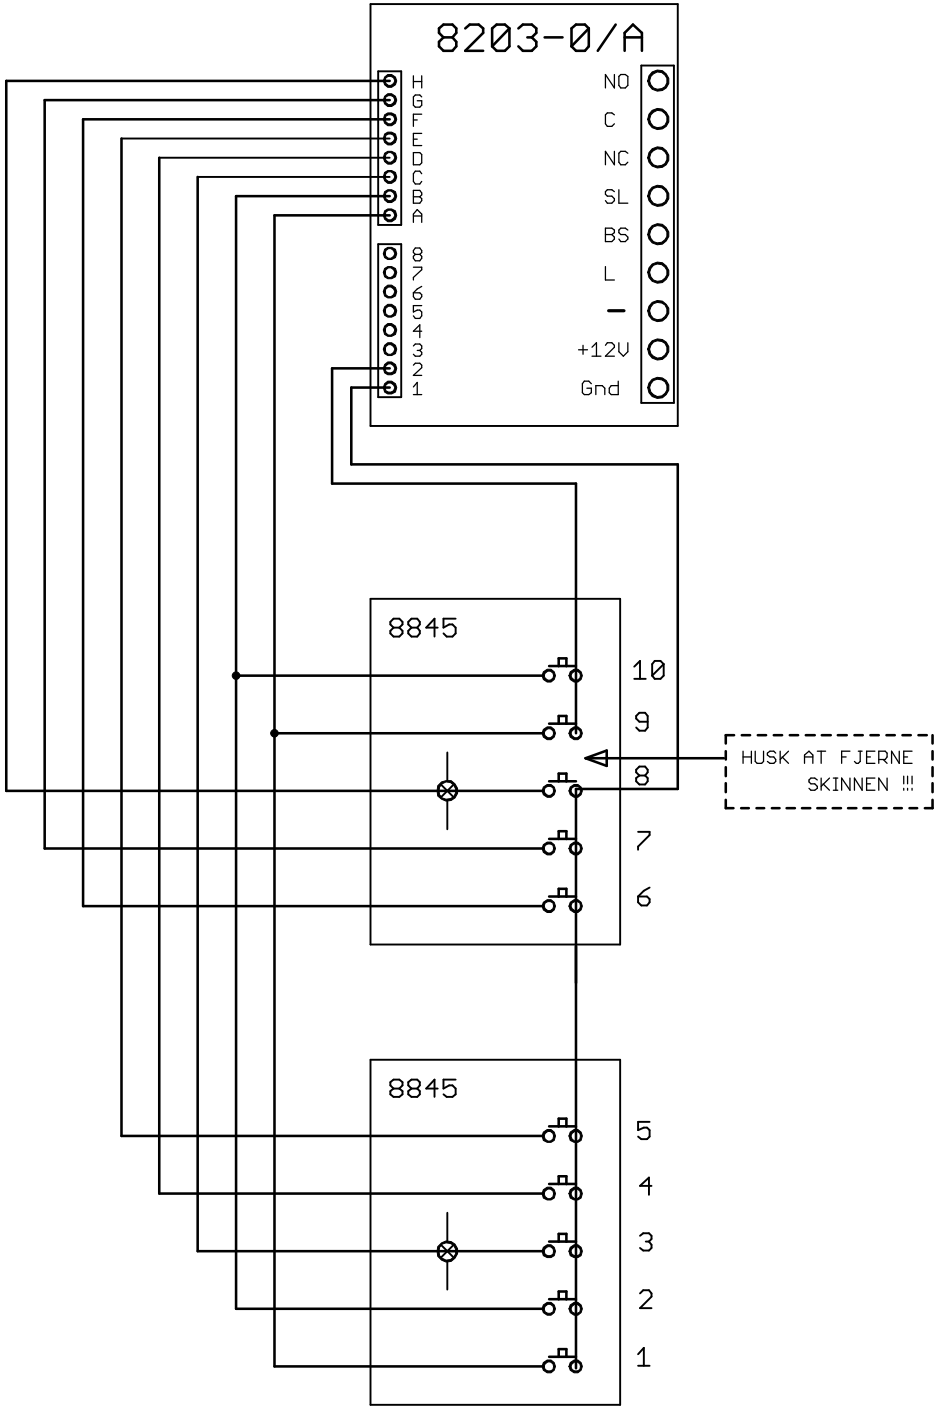 8203-0/A
H
G
F
E
D
C
B
A
8
7
6
5
4
3
2
1
NO
C
NC
SL
BS
L
-
+12V
Gnd
8845
10
9
8
7
6
HUSK AT FJERNE
SKINNEN !!!
8845
5
4
3
2
1